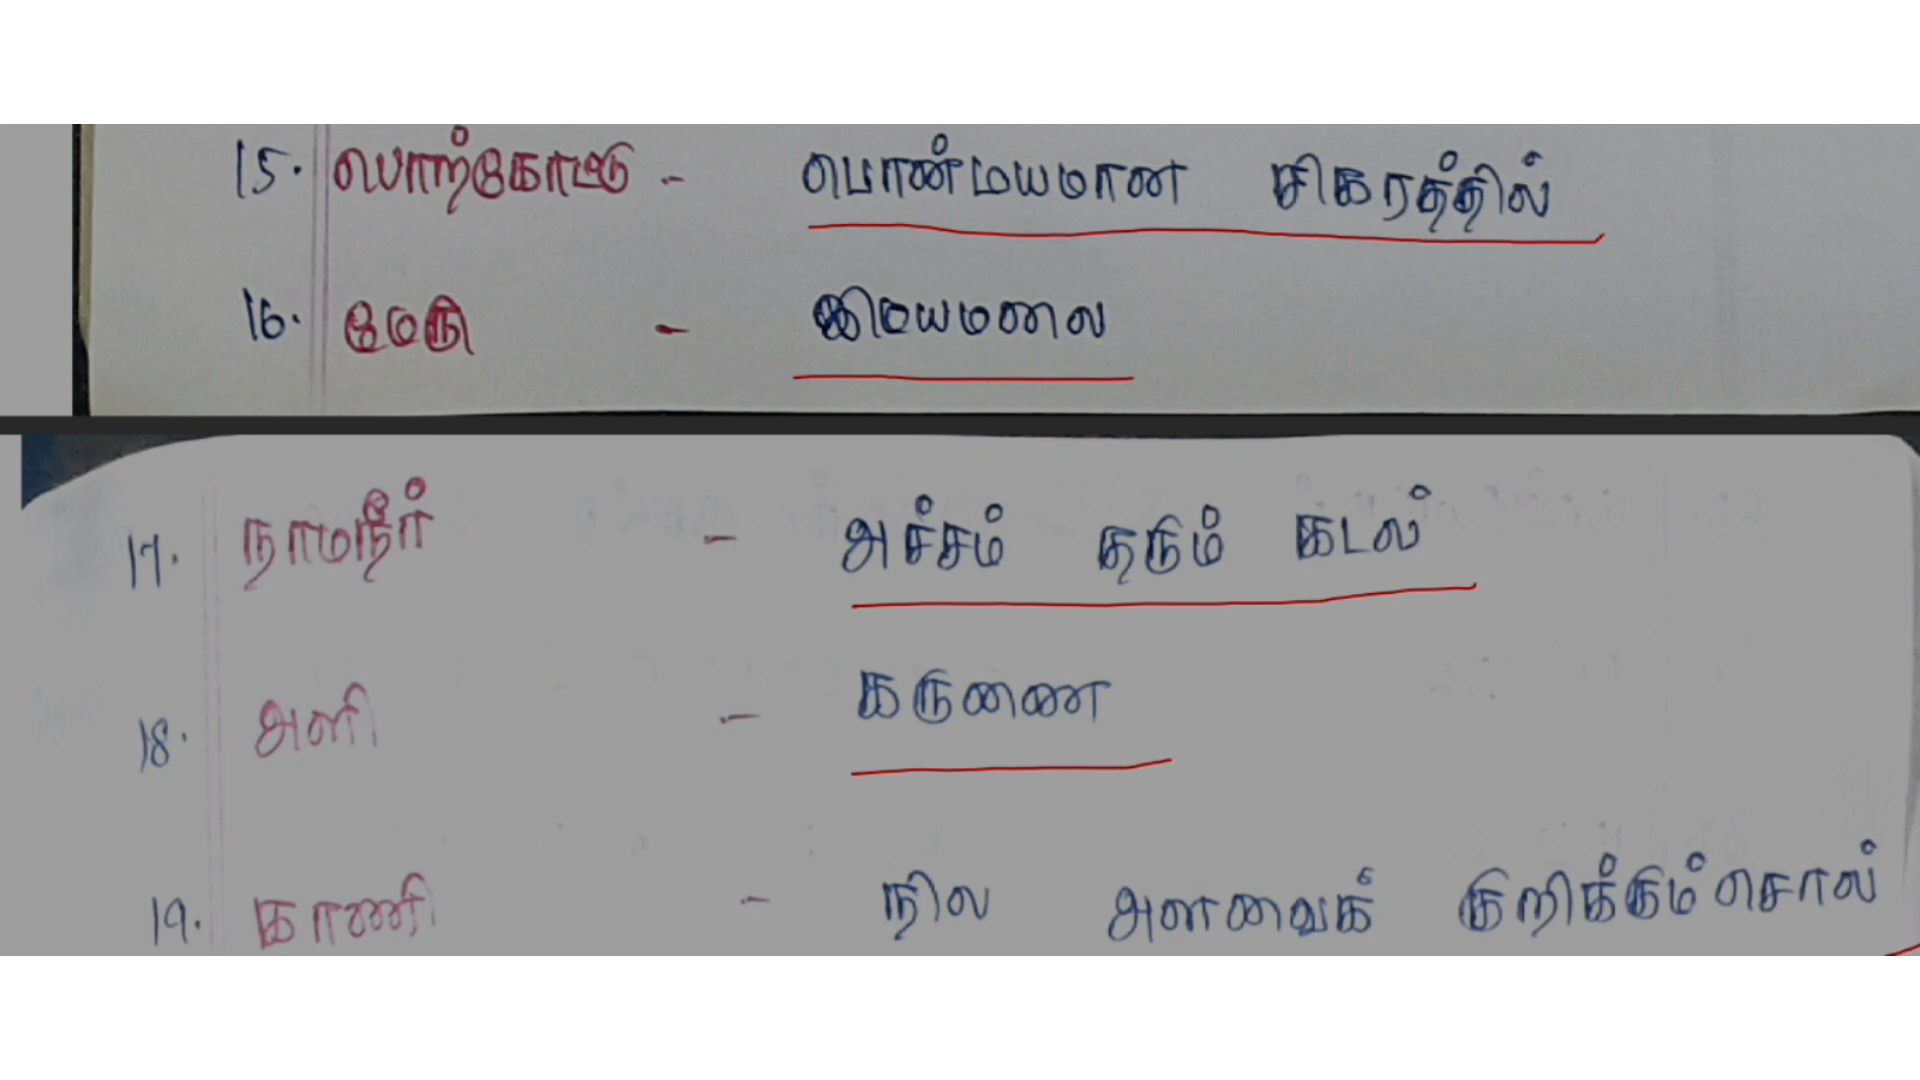 15. பொற்கோட்டு - பொண்மயமான சிகரத்தில்
16. மேரு - இமயமலை
17. நாமநீர் - அச்சம் தரும் கடல்
18. அளி - கருணை
19. காணி - நில அளவைக் குறிக்கும் சொல்